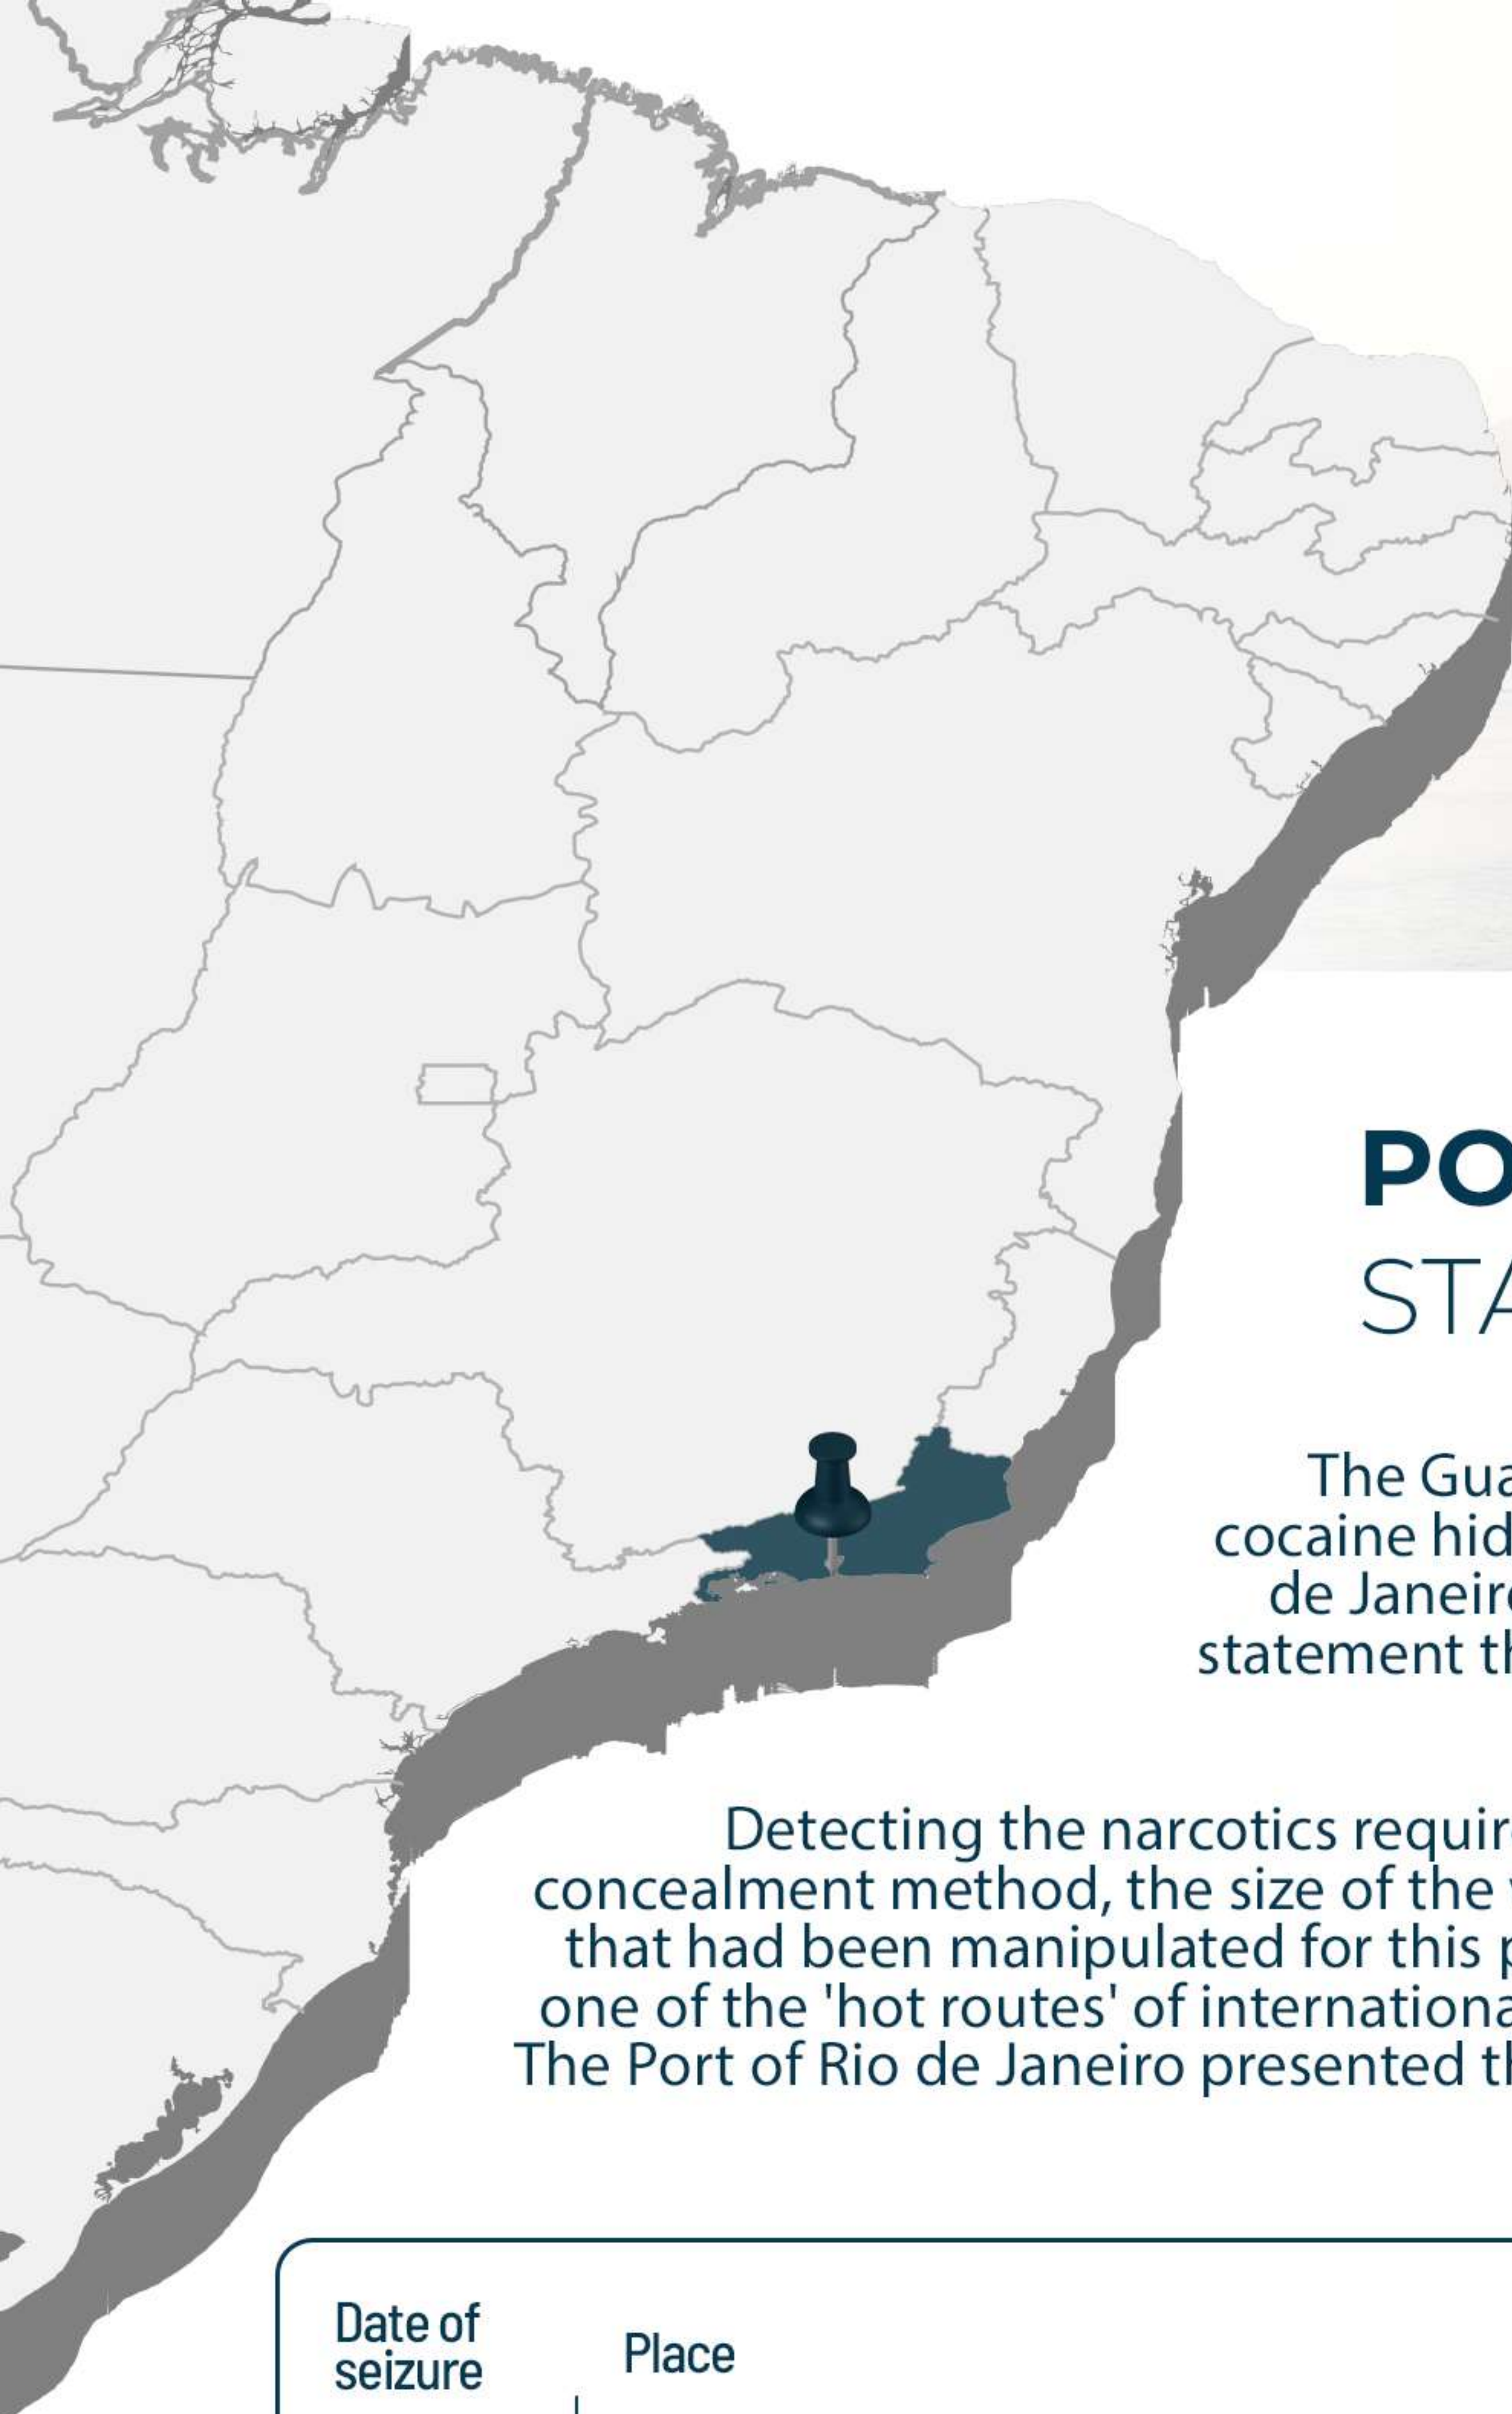 PO
STA
The Gua
cocaine hid
de Janeiro
statement th
Detecting the narcotics requir
concealment method, the size of the
that had been manipulated for this p
one of the 'hot routes' of internationa
The Port of Rio de Janeiro presented th
Date of
seizure
Place